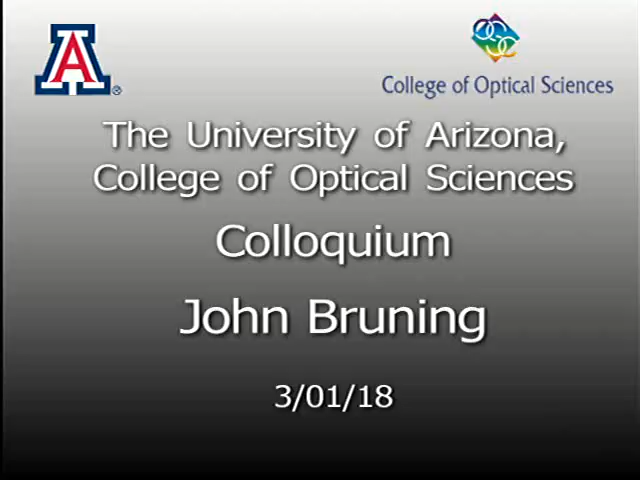 A ®
College of Optical Sciences
The University of Arizona,
College of Optical Sciences
Colloquium
John Bruning
3/01/18